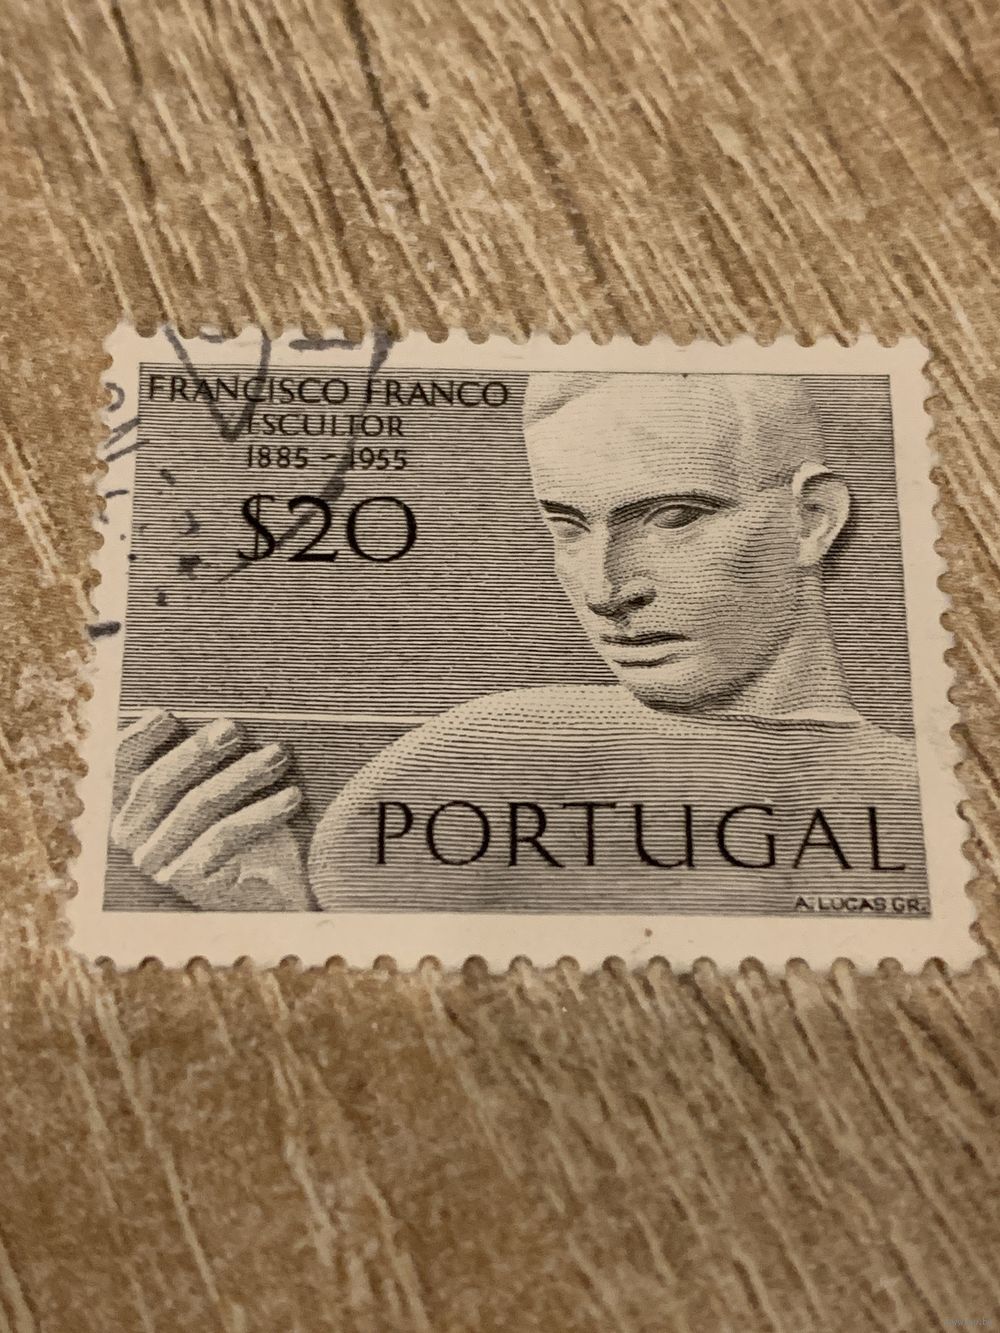 FRANCISCO FRANCO
ESCULTOR
1885 - 1955
$20
PORTUGAL
A. LUCAS GR.